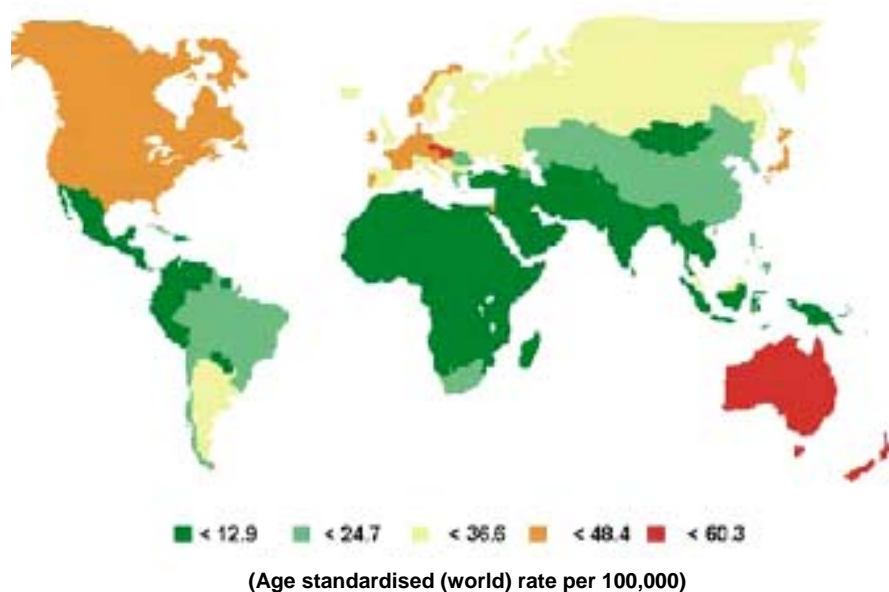 < 12.9 < 24.7 < 36.6 < 48.4 < 60.3
(Age standardised (world) rate per 100,000)